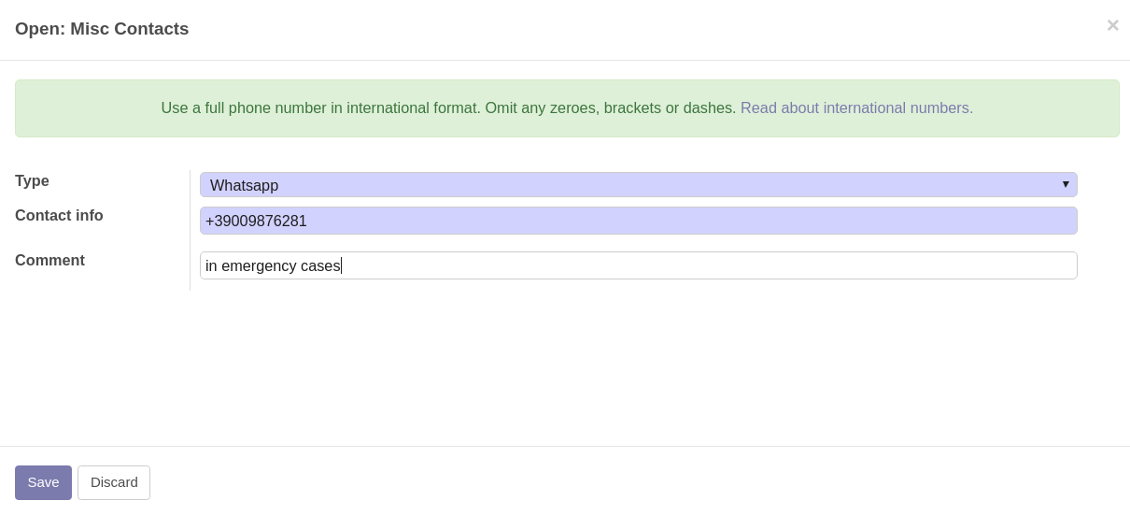 Open: Misc Contacts
×
Use a full phone number in international format. Omit any zeroes, brackets or dashes. Read about international numbers.
Type
Whatsapp
Contact info
+39009876281
Comment
in emergency cases
Save
Discard